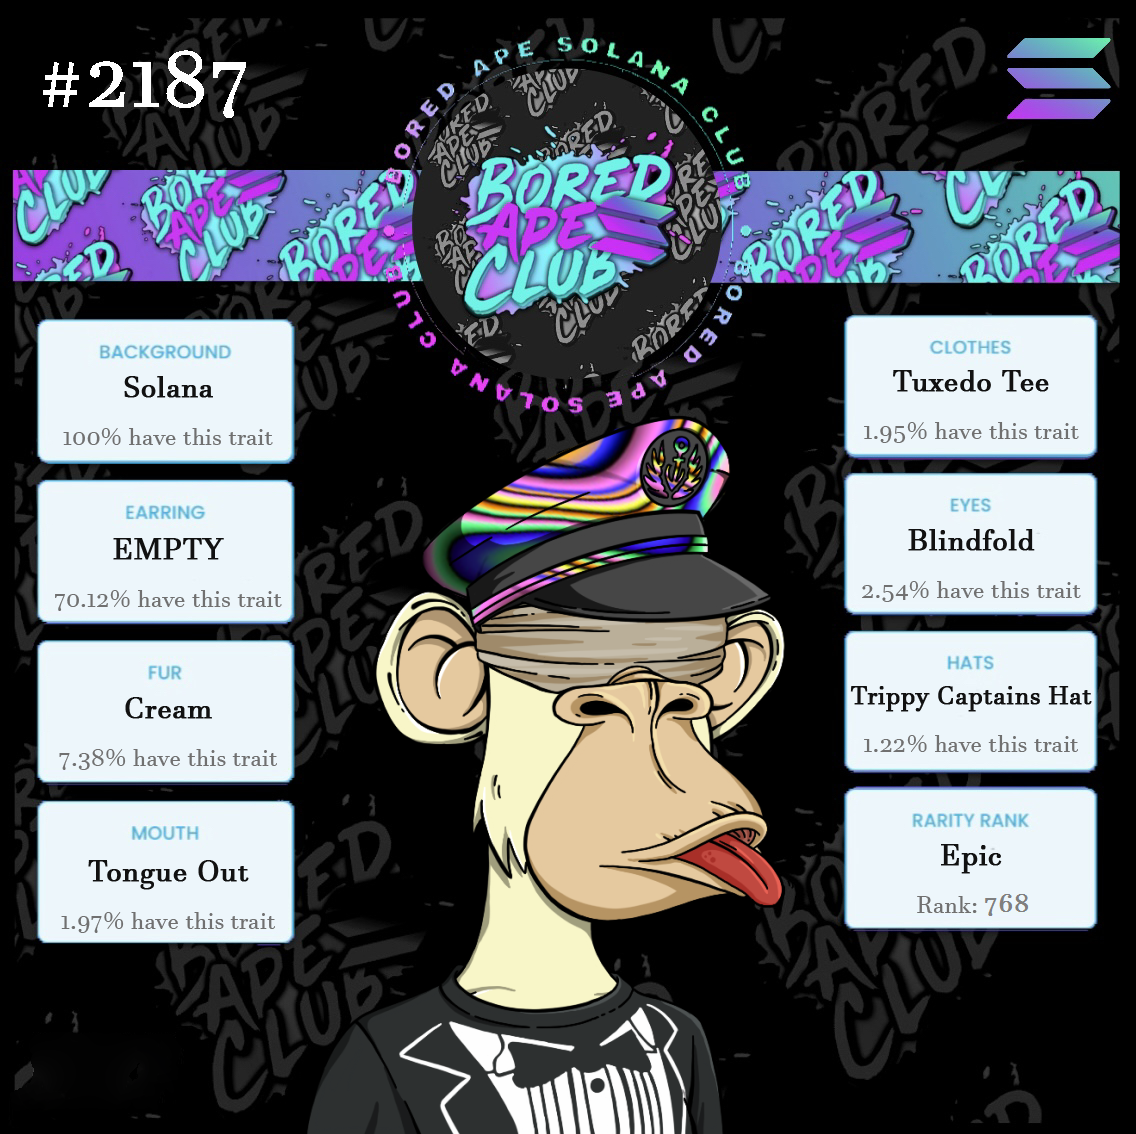 #2187
BORED APE SOLANA CLUB
BORED APE SOLANA CLUB
BORED
APE
CLUB
BACKGROUND
Solana
100% have this trait
EARRING
EMPTY
70.12% have this trait
FUR
Cream
7.38% have this trait
MOUTH
Tongue Out
1.97% have this trait
CLOTHES
Tuxedo Tee
1.95% have this trait
EYES
Blindfold
2.54% have this trait
HATS
Trippy Captains Hat
1.22% have this trait
RARITY RANK
Epic
Rank: 768